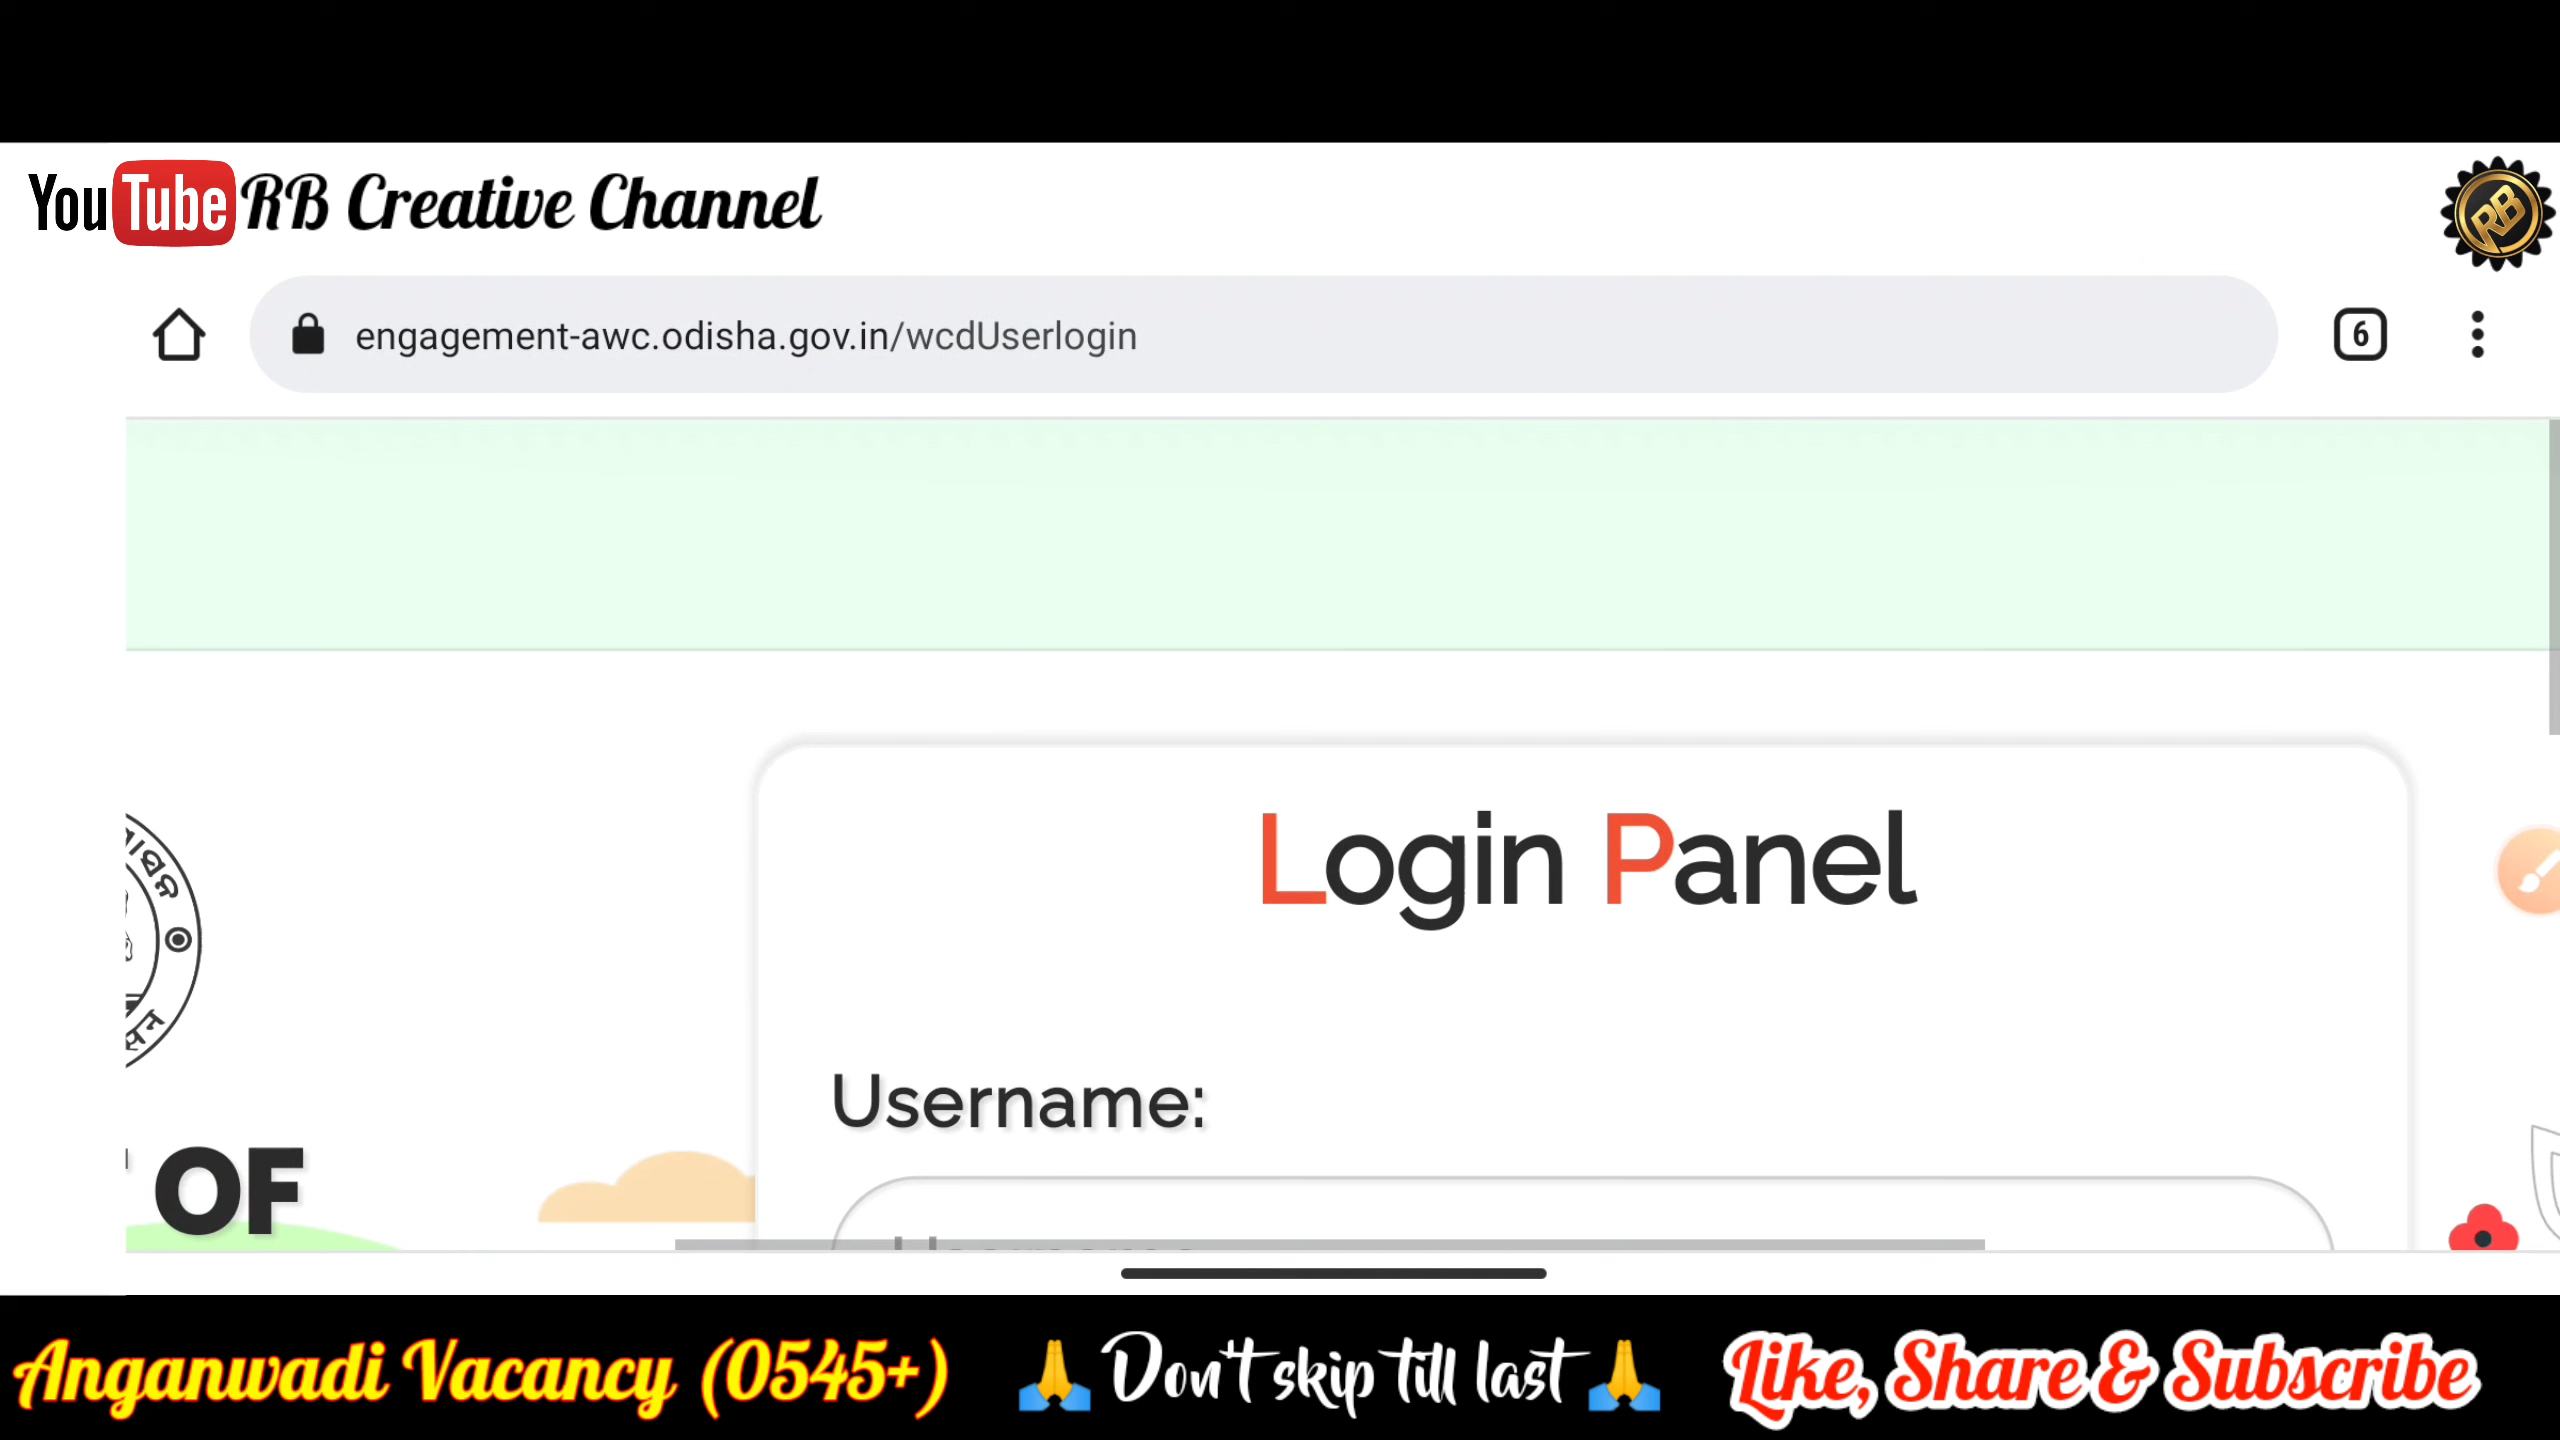 YouTube RB Creative Channel
RB
engagement-awc.odisha.gov.in/wcdUserlogin
6
Login Panel
Username:
OF
Anganwadi Vacancy (0545+) 🙏Don't skip till last🙏 Like, Share & Subscribe